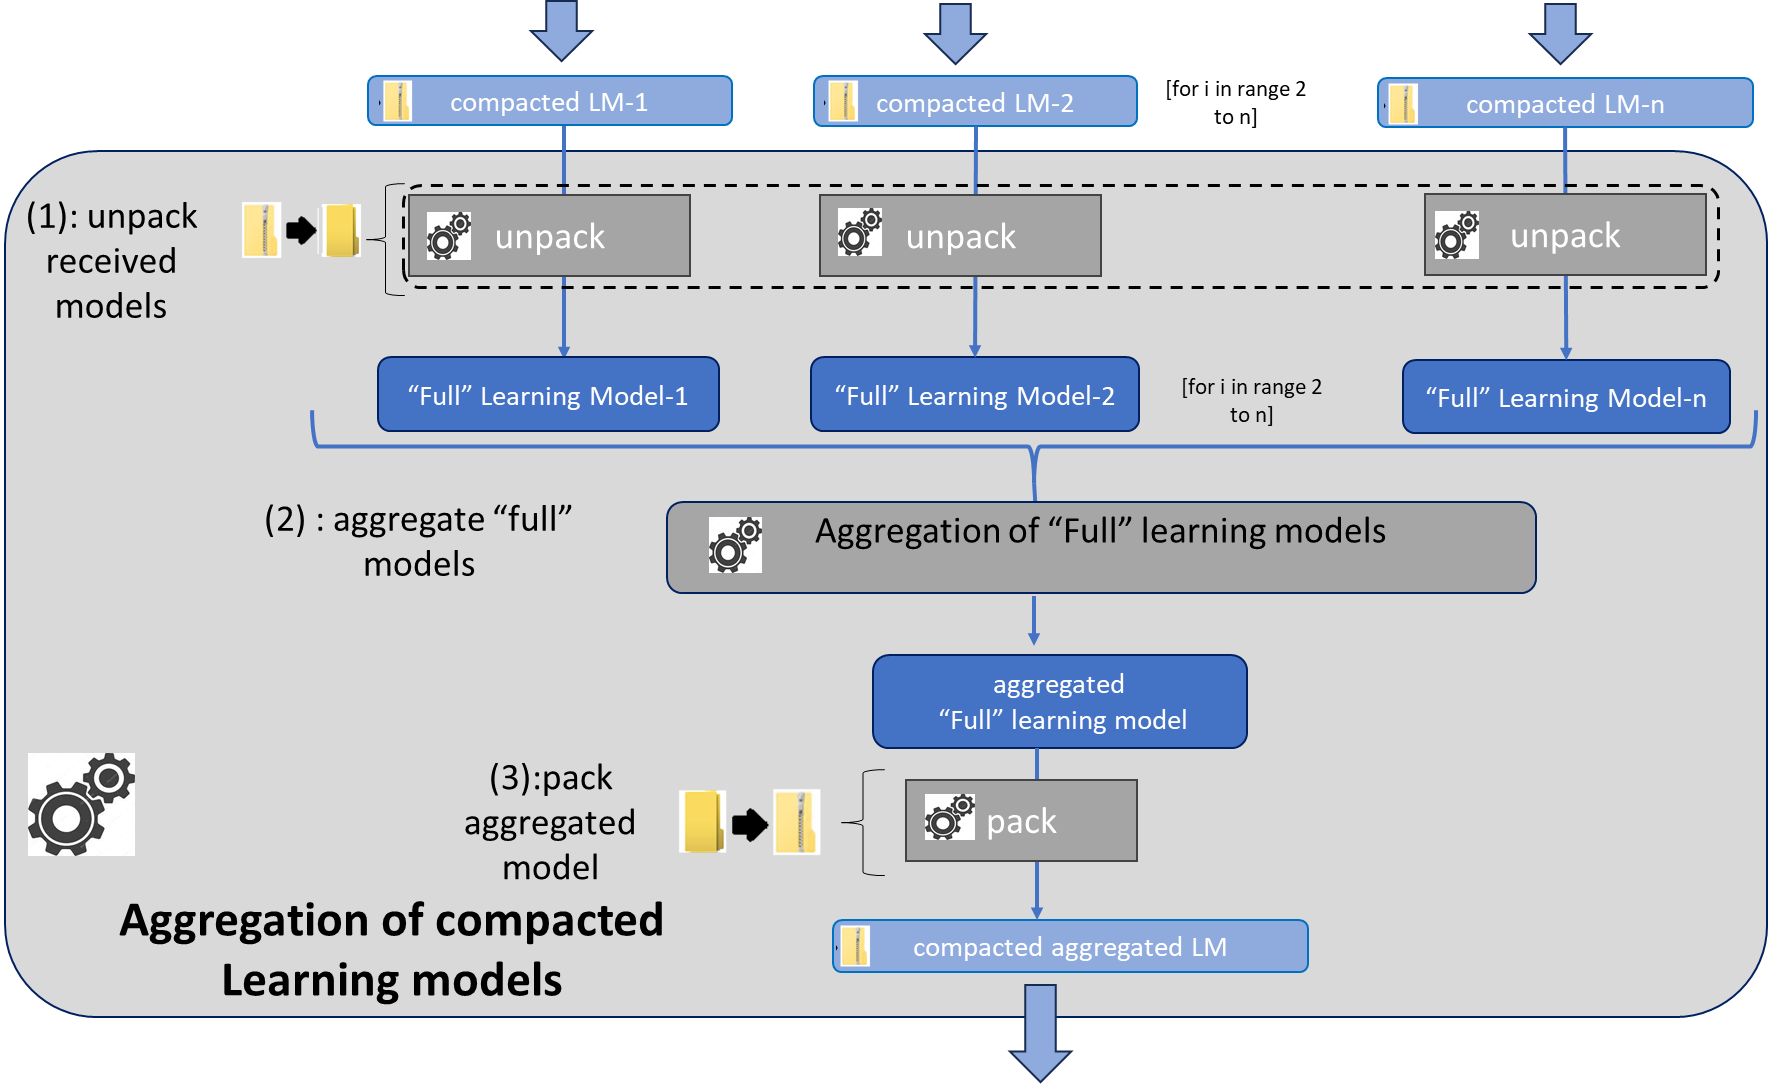 compacted LM-1
compacted LM-2
[for i in range 2
to n]
compacted LM-n
(1): unpack
received
models
unpack
unpack
unpack
“Full” Learning Model-1
“Full” Learning Model-2
[for i in range 2
to n]
“Full” Learning Model-n
(2) : aggregate “full”
models
Aggregation of “Full” learning models
aggregated
“Full” learning model
(3):pack
aggregated
model
pack
Aggregation of compacted
Learning models
compacted aggregated LM